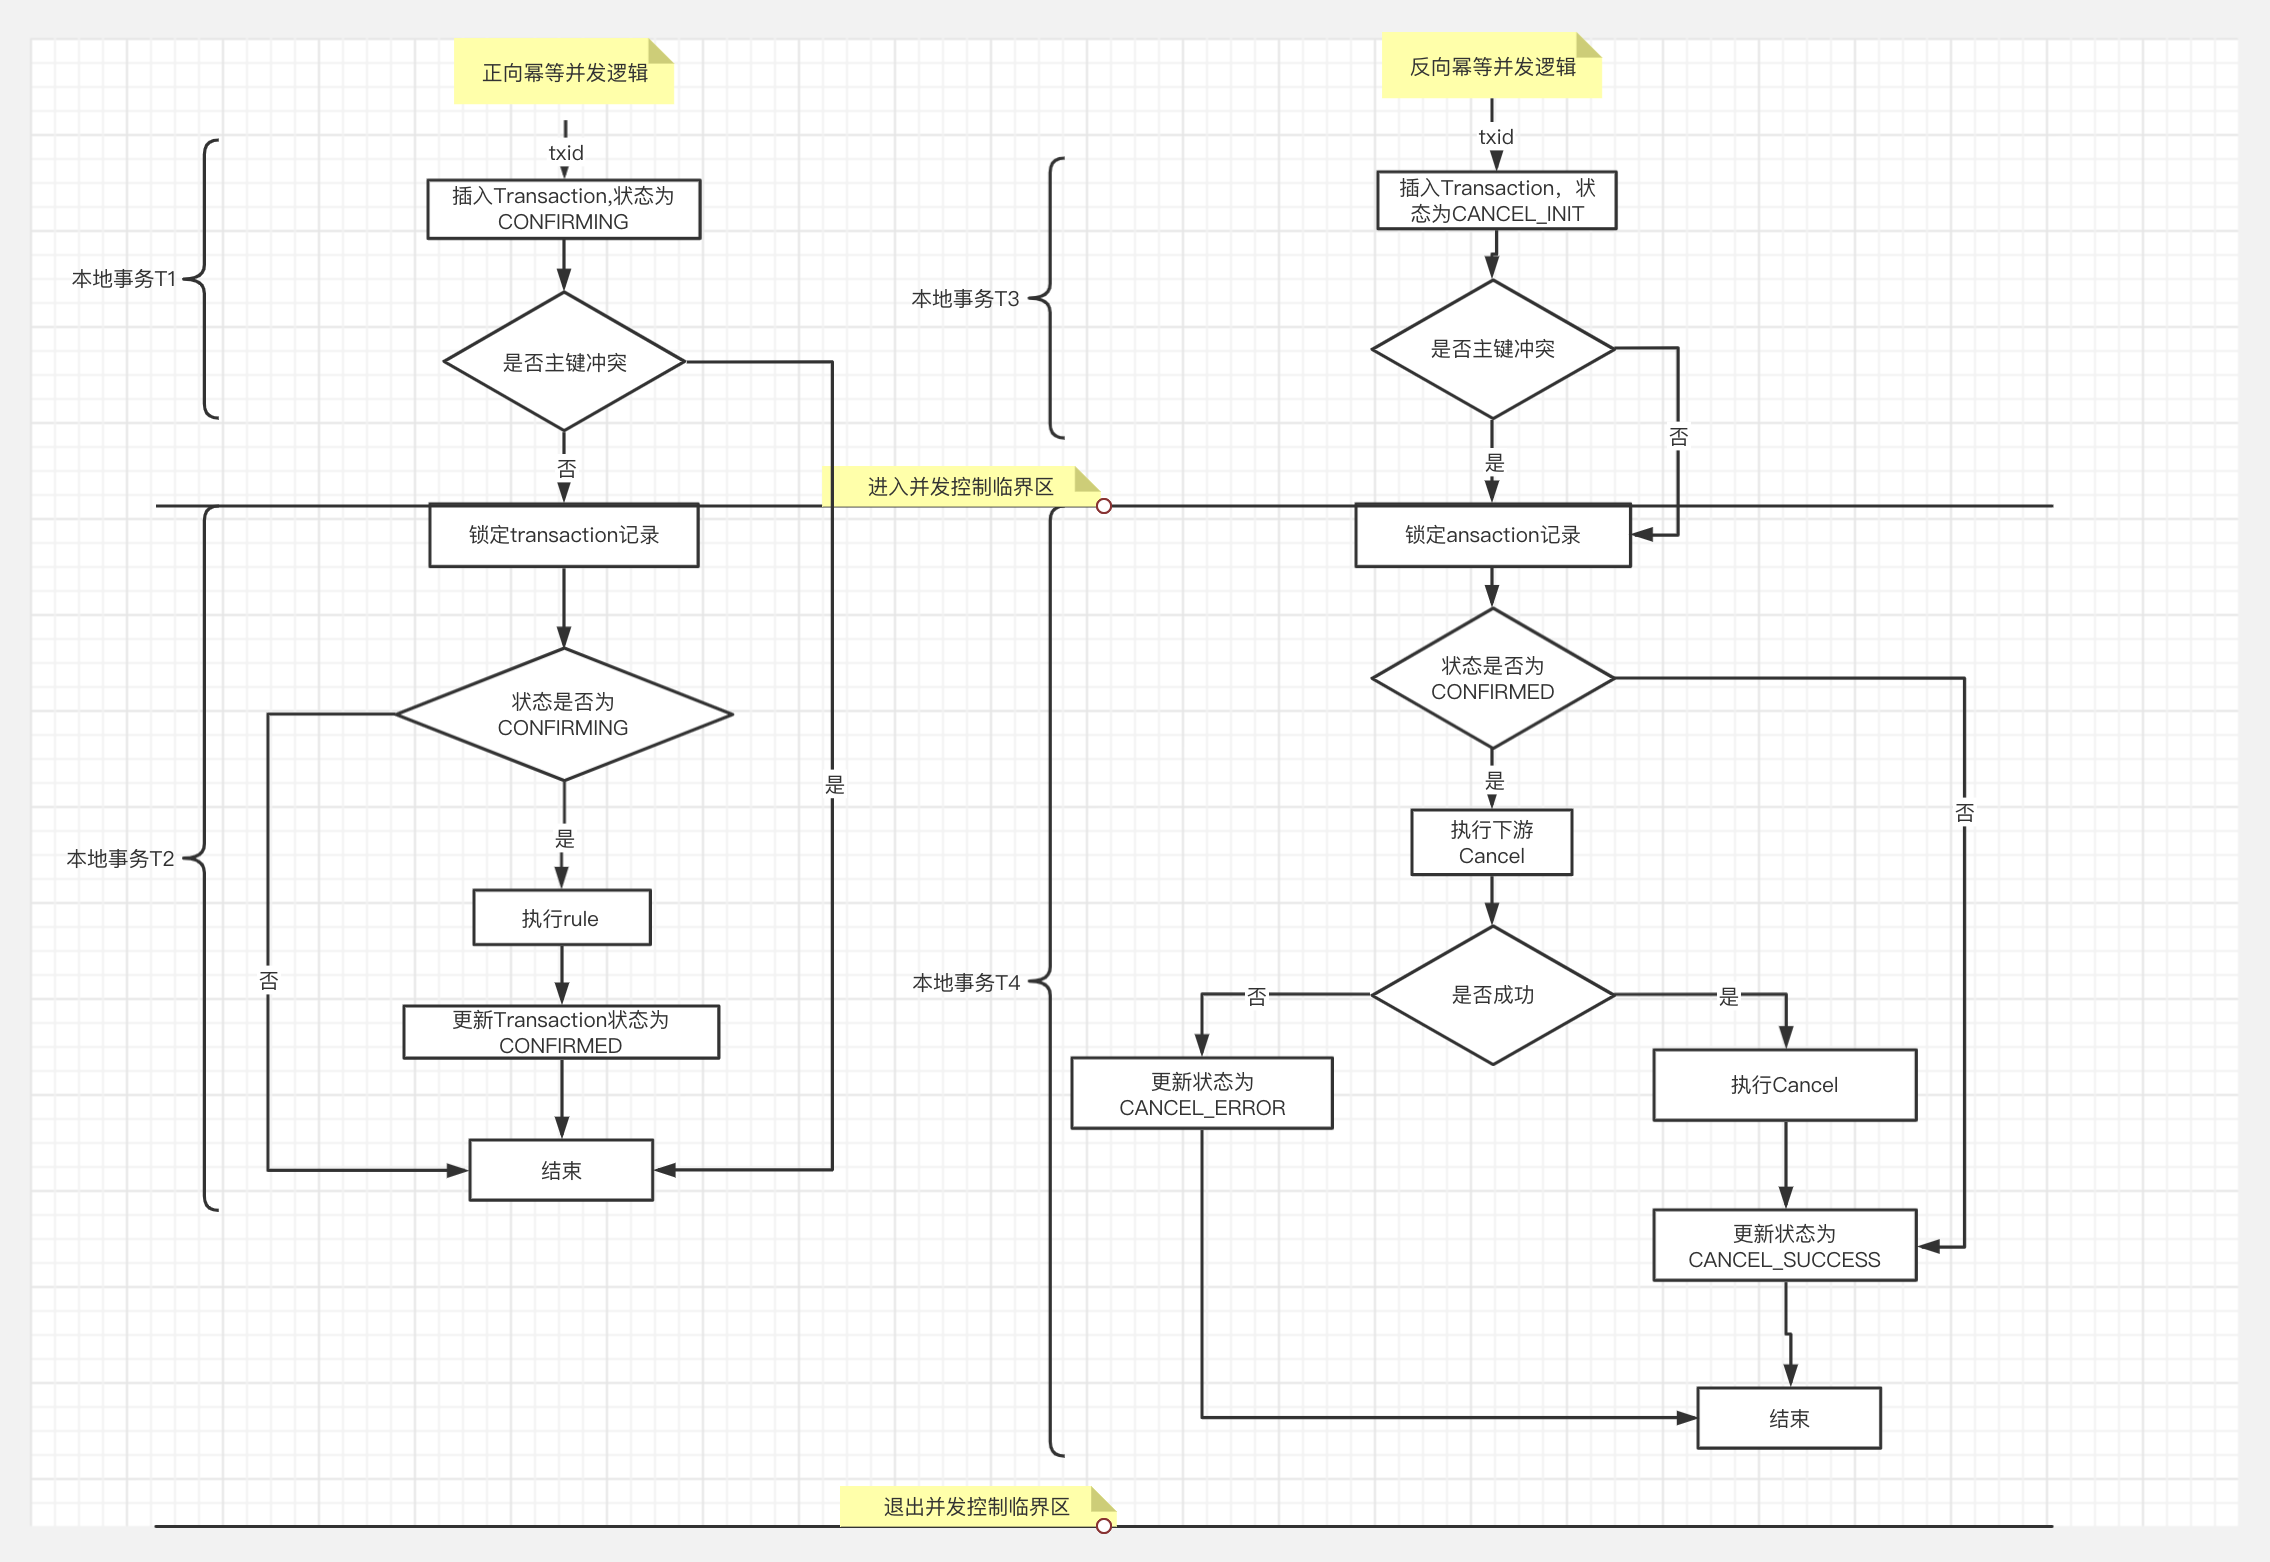 正向幂等并发逻辑
txid
插入Transaction,状态为
CONFIRMING
本地事务T1
是否主键冲突
否
锁定transaction记录
状态是否为
CONFIRMING
是
是
本地事务T2
执行rule
否
更新Transaction状态为
CONFIRMED
结束
进入并发控制临界区
反向幂等并发逻辑
txid
插入Transaction，状
态为CANCEL_INIT
本地事务T3
是否主键冲突
否
是
锁定ansaction记录
状态是否为
CONFIRMED
是
否
执行下游
Cancel
本地事务T4
否
是否成功
是
更新状态为
CANCEL_ERROR
执行Cancel
更新状态为
CANCEL_SUCCESS
结束
退出并发控制临界区